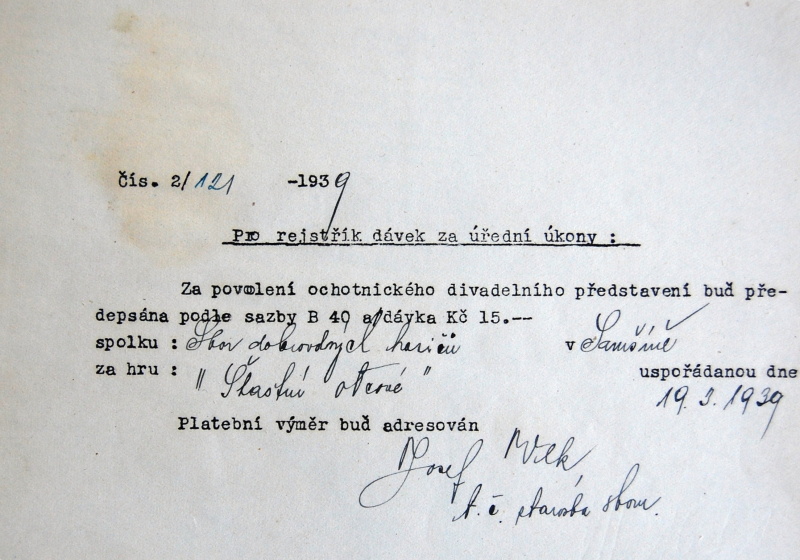 čís. 2/121 -1939
Pro rejstřík dávek za úřední úkony :
Za povolení ochotnického divadelního představení buď pře-
depsána podle sazby B 40 a/dávka Kč 15.--
spolku : Sbor dobrovolných hasičů v Samšíně
za hru : " Šťastní otcové " uspořádanou dne
19. 3. 1939
Platební výměr buď adresován
Josef Vlk,
t. č. starosta sboru.